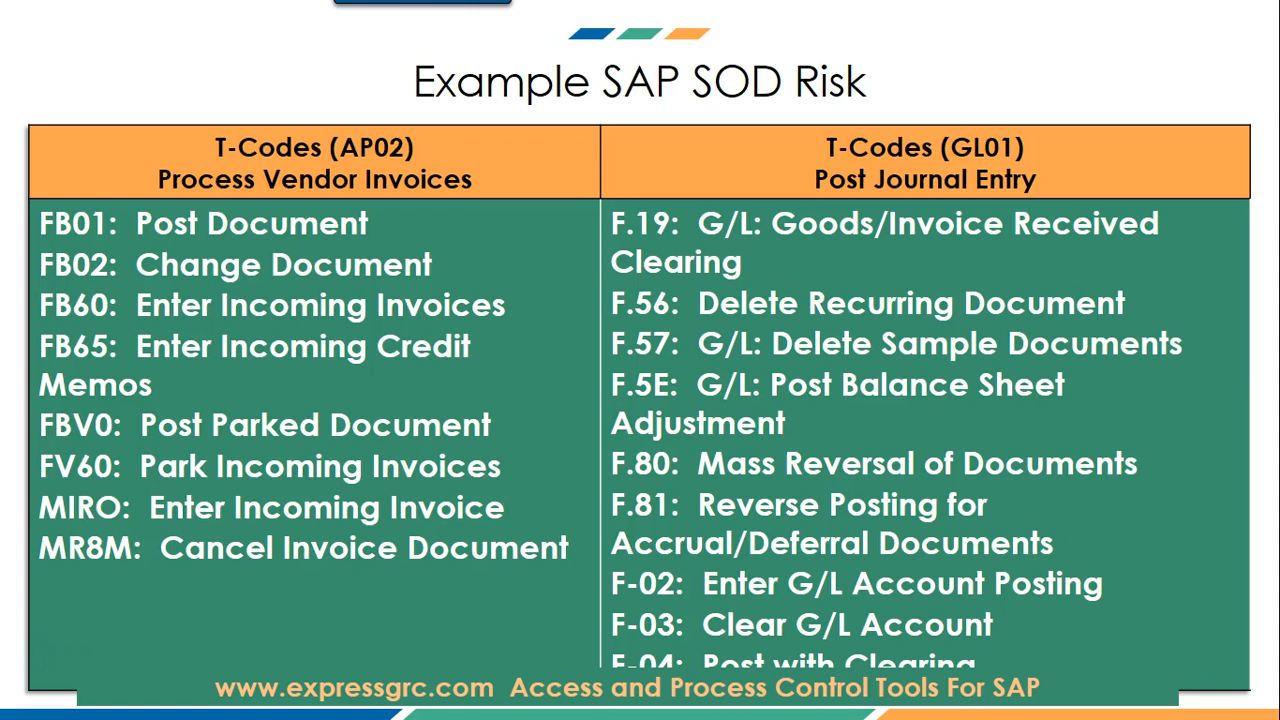 Example SAP SOD Risk
T-Codes (AP02)
Process Vendor Invoices
FB01: Post Document
FB02: Change Document
FB60: Enter Incoming Invoices
FB65: Enter Incoming Credit
Memos
FBV0: Post Parked Document
FV60: Park Incoming Invoices
MIRO: Enter Incoming Invoice
MR8M: Cancel Invoice Document
T-Codes (GL01)
Post Journal Entry
F.19: G/L: Goods/Invoice Received
Clearing
F.56: Delete Recurring Document
F.57: G/L: Delete Sample Documents
F.5E: G/L: Post Balance Sheet
Adjustment
F.80: Mass Reversal of Documents
F.81: Reverse Posting for
Accrual/Deferral Documents
F-02: Enter G/L Account Posting
F-03: Clear G/L Account
F-04: Post with Clearing
www.expressgrc.com Access and Process Control Tools For SAP